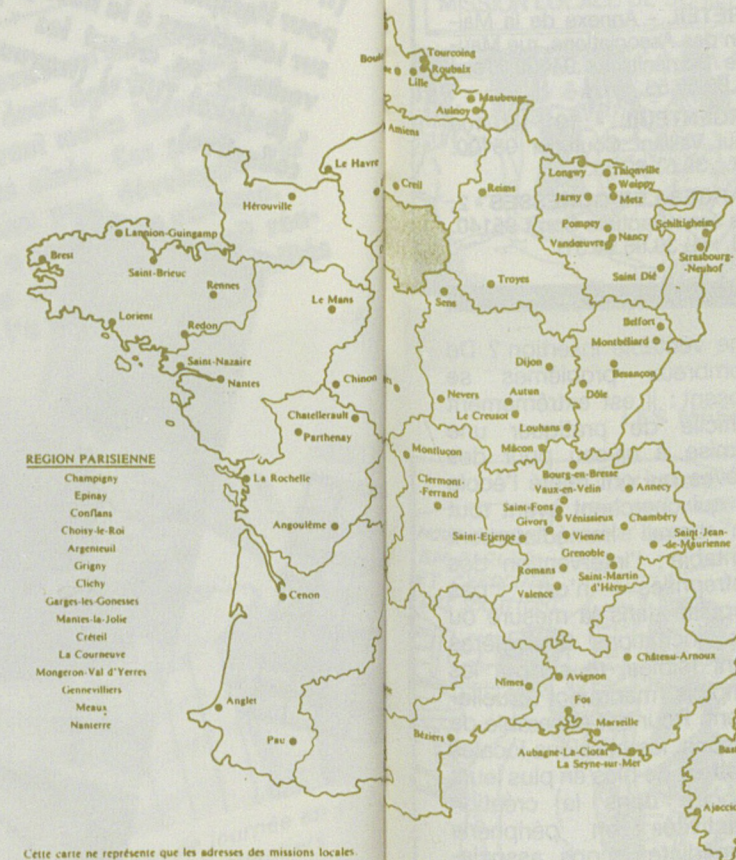 Tourcoing
Roubaix
Lille
Maubeuge
Aulnoy
Amiens
Le Havre
Creil
Reims
Hérouville
Longwy
Thionville
Woippy
Jarny
Metz
Pompey
Nancy
Vandœuvre
Schiltigheim
Strasbourg-
-Neuhof
Saint Dié
Lannion-Guingamp
Brest
Saint-Brieuc
Rennes
Le Mans
Sens
Troyes
Lorient
Redon
Belfort
Montbéliard
Saint-Nazaire
Nantes
Chinon
Dijon
Besançon
Nevers
Autun
Dôle
Le Creusot
Chatellerault
Louhans
Parthenay
Montluçon
Mâcon
REGION PARISIENNE
Champigny
Epinay
Conflans
Choisy-le-Roi
Argenteuil
Grigny
Clichy
Garges-les-Gonesses
Mantes-la-Jolie
Créteil
La Courneuve
Mongeron-Val d'Yerres
Gennevilliers
Meaux
Nanterre
La Rochelle
Clermont-
-Ferrand
Bourg-en-Bresse
Vaux-en-Velin
Annecy
Saint-Fons
Vénissieux
Chambéry
Givors
Angoulême
Saint-Etienne
Vienne
Saint-Jean-
-de-Maurienne
Grenoble
Romans
Saint-Martin
d'Hères
Valence
Cenon
Château-Arnoux
Avignon
Nîmes
Anglet
Fos
Marseille
Pau
Béziers
Aubagne-La-Ciotat
La Seyne-sur-Mer
Ajaccio
Cette carte ne représente que les adresses des missions locales.